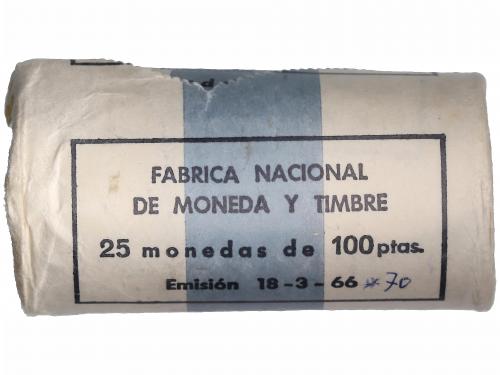 FABRICA NACIONAL
DE MONEDA Y TIMBRE
25 monedas de 100 ptas.
Emisión 18-3-66 *70